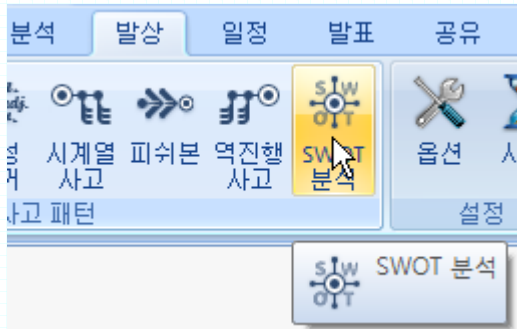 분석 발상 일정 발표 공유
시계열 사고
피쉬본
역진행 사고
SWOT 분석
옵션
사고 패턴
설정
SWOT 분석